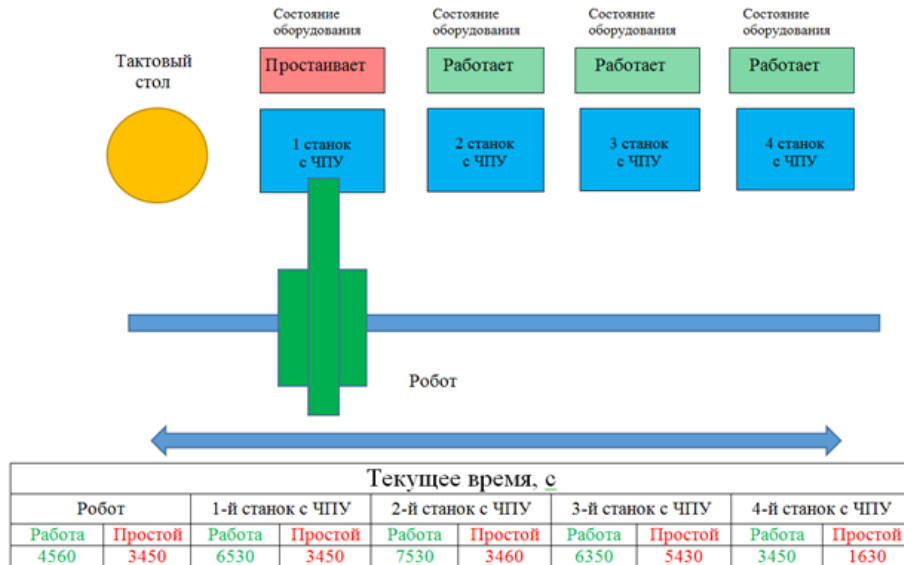 Состояние
оборудования
Состояние
оборудования
Состояние
оборудования
Состояние
оборудования
Тактовый
стол
Простаивает
Работает
Работает
Работает
1 станок
с ЧПУ
2 станок
с ЧПУ
3 станок
с ЧПУ
4 станок
с ЧПУ
Робот
Текущее время, с
Робот 1-й станок с ЧПУ 2-й станок с ЧПУ 3-й станок с ЧПУ 4-й станок с ЧПУ
Работа Простой Работа Простой Работа Простой Работа Простой Работа Простой
4560 3450 6530 3450 7530 3460 6350 5430 3450 1630